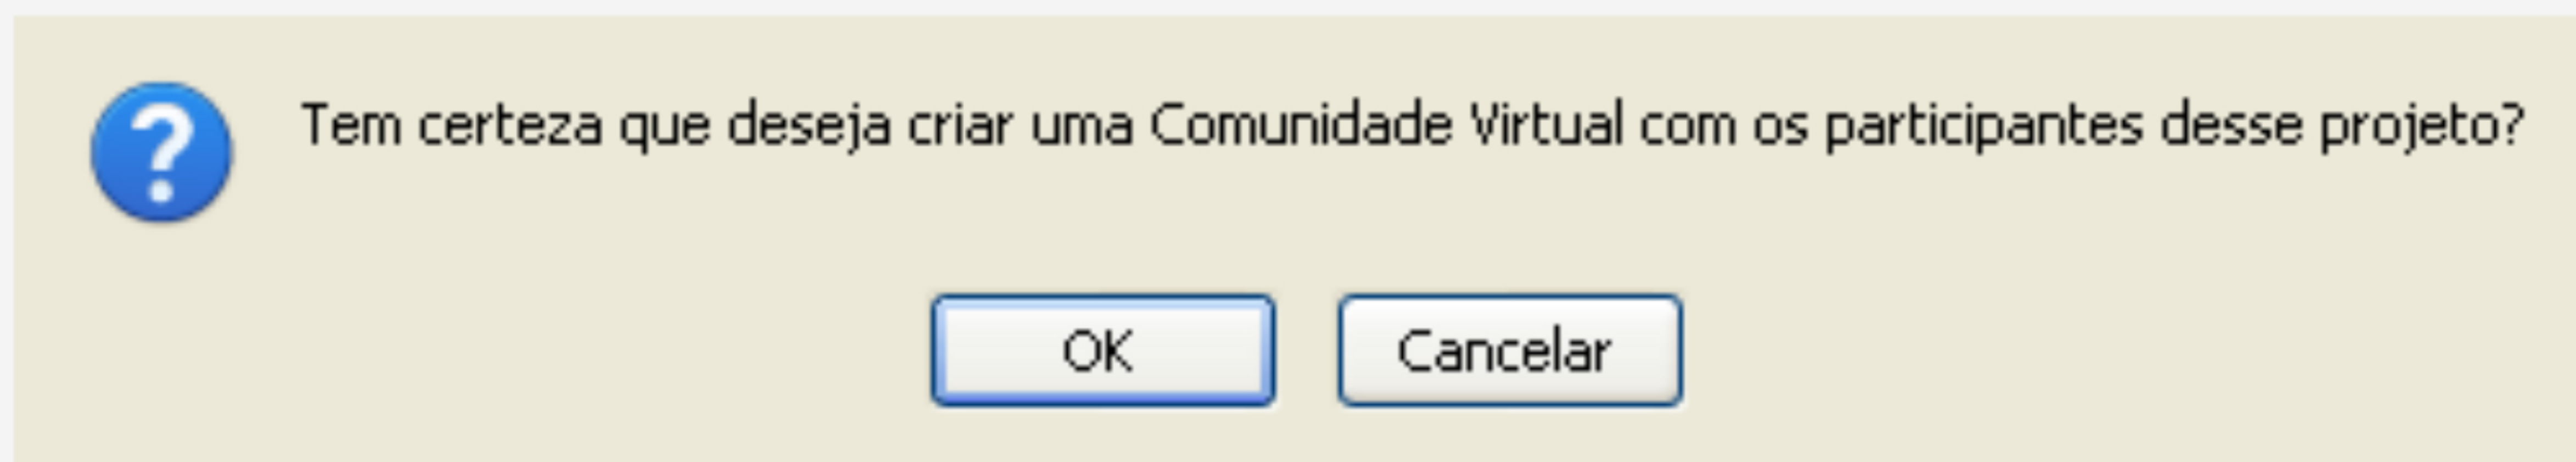 Tem certeza que deseja criar uma Comunidade Virtual com os participantes desse projeto?
OK
Cancelar